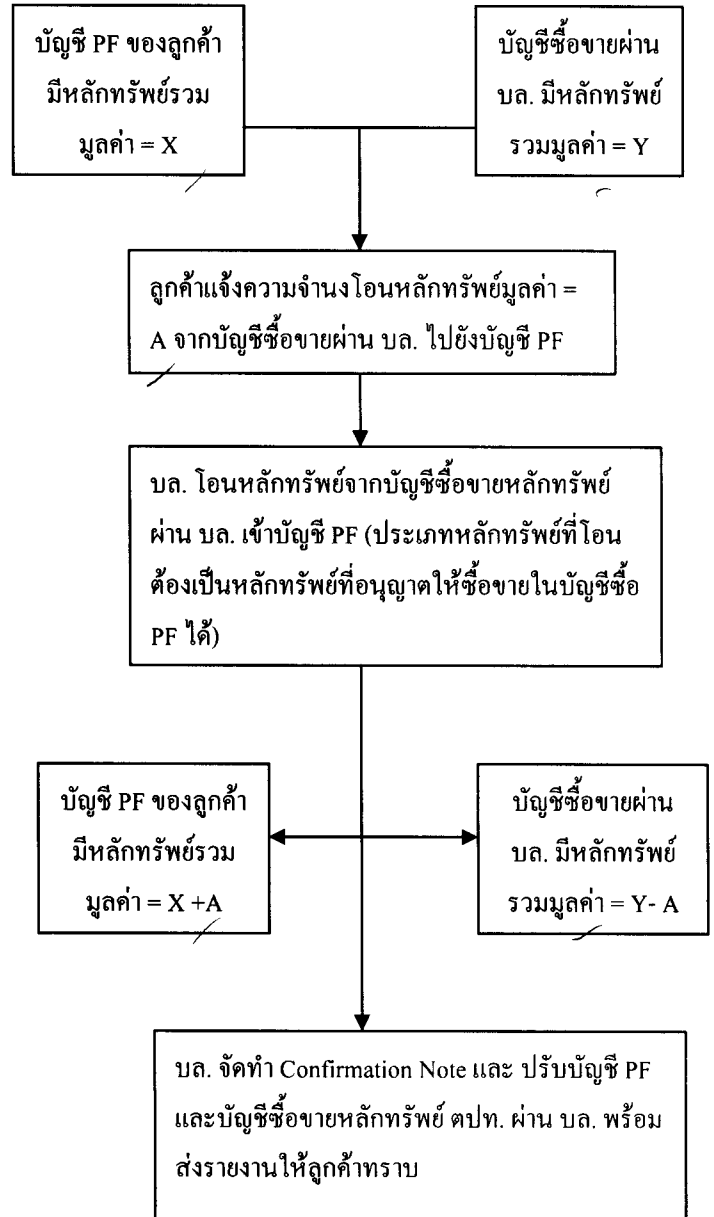 บัญชี PF ของลูกค้า
มีหลักทรัพย์รวม
มูลค่า = X
บัญชีซื้อขายผ่าน
บล. มีหลักทรัพย์
รวมมูลค่า = Y
ลูกค้าแจ้งความจำนงโอนหลักทรัพย์มูลค่า =
A จากบัญชีซื้อขายผ่าน บล. ไปยังบัญชี PF
บล. โอนหลักทรัพย์จากบัญชีซื้อขายหลักทรัพย์
ผ่าน บล. เข้าบัญชี PF (ประเภทหลักทรัพย์ที่โอน
ต้องเป็นหลักทรัพย์ที่อนุญาตให้ซื้อขายในบัญชีซื้อ
PF ได้)
บัญชี PF ของลูกค้า
มีหลักทรัพย์รวม
มูลค่า = X +A
บัญชีซื้อขายผ่าน
บล. มีหลักทรัพย์
รวมมูลค่า = Y- A
บล. จัดทำ Confirmation Note และ ปรับบัญชี PF
และบัญชีซื้อขายหลักทรัพย์ ตปท. ผ่าน บล. พร้อม
ส่งรายงานให้ลูกค้าทราบ